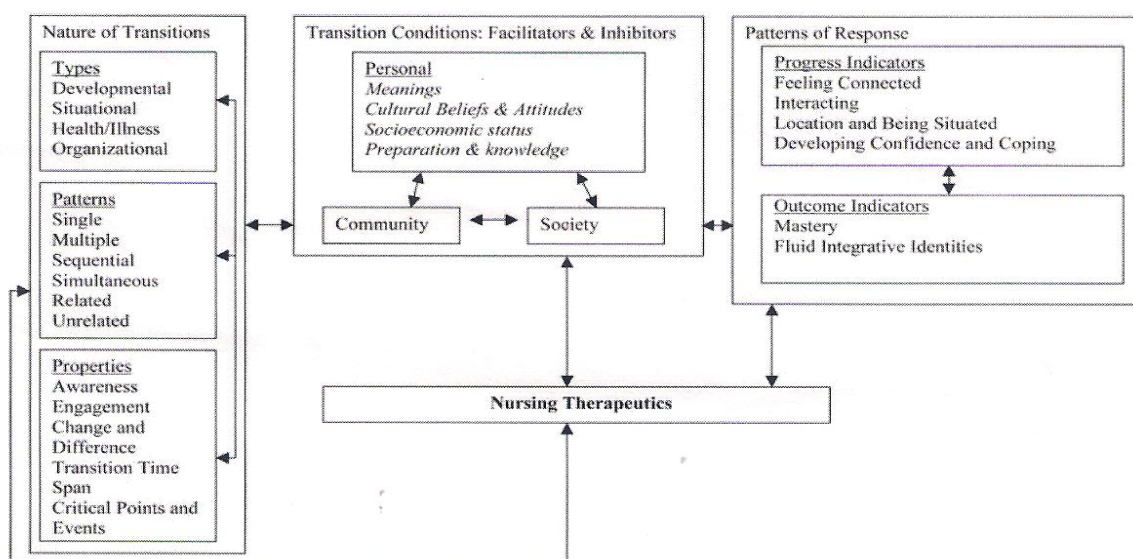 Nature of Transitions
Types
Developmental
Situational
Health/Illness
Organizational
Patterns
Single
Multiple
Sequential
Simultaneous
Related
Unrelated
Properties
Awareness
Engagement
Change and
Difference
Transition Time
Span
Critical Points and
Events
Transition Conditions: Facilitators & Inhibitors
Personal
Meanings
Cultural Beliefs & Attitudes
Socioeconomic status
Preparation & knowledge
Community
Society
Patterns of Response
Progress Indicators
Feeling Connected
Interacting
Location and Being Situated
Developing Confidence and Coping
Outcome Indicators
Mastery
Fluid Integrative Identities
Nursing Therapeutics